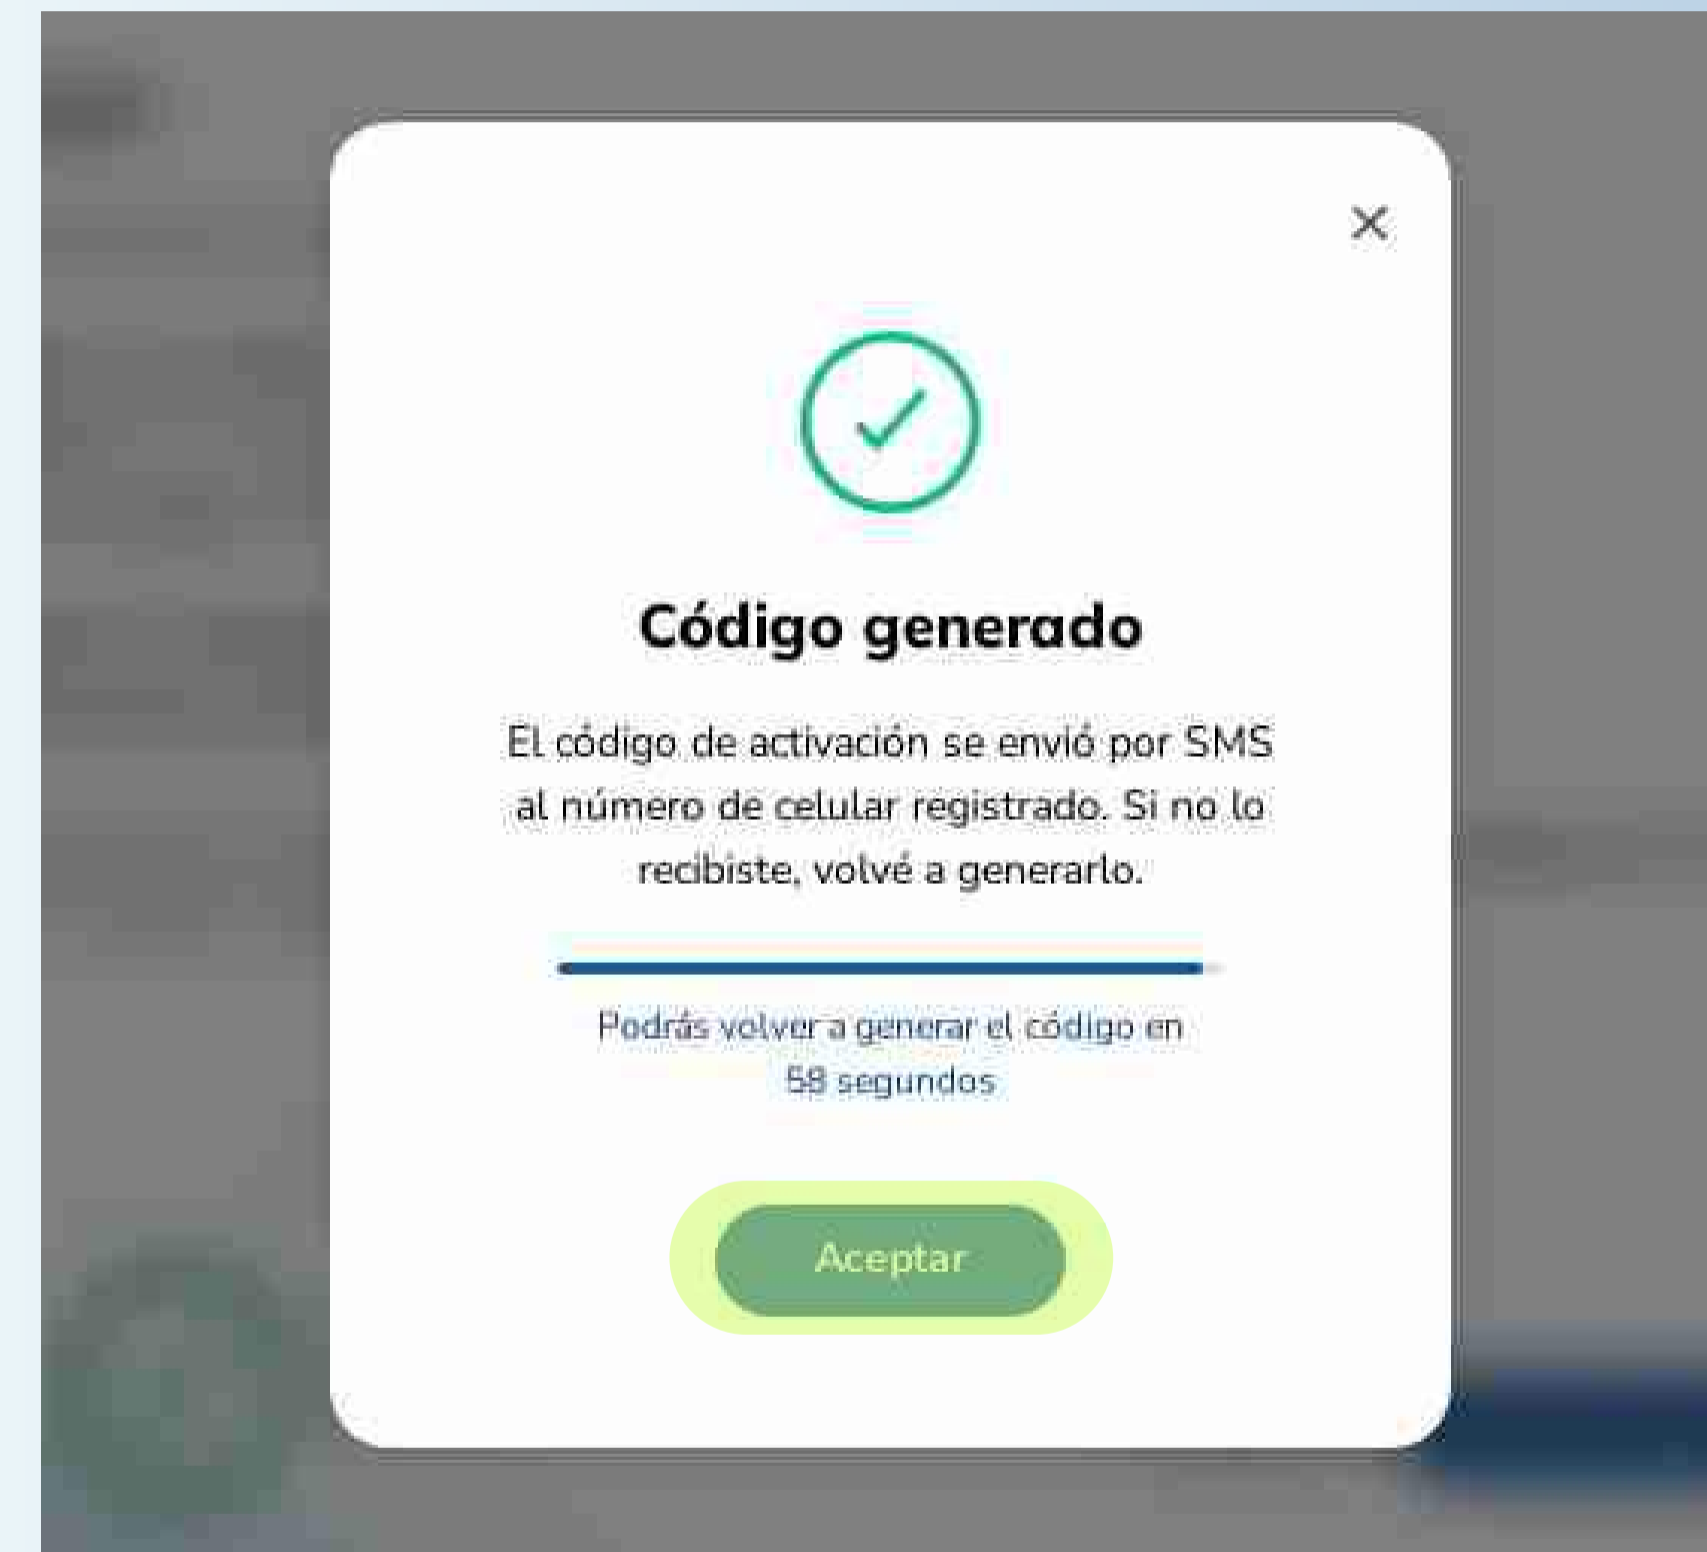 Código generado
El código de activación se envió por SMS
al número de celular registrado. Si no lo
recibiste, volvé a generarlo.
Podrás volver a generar el código en
58 segundos
Aceptar